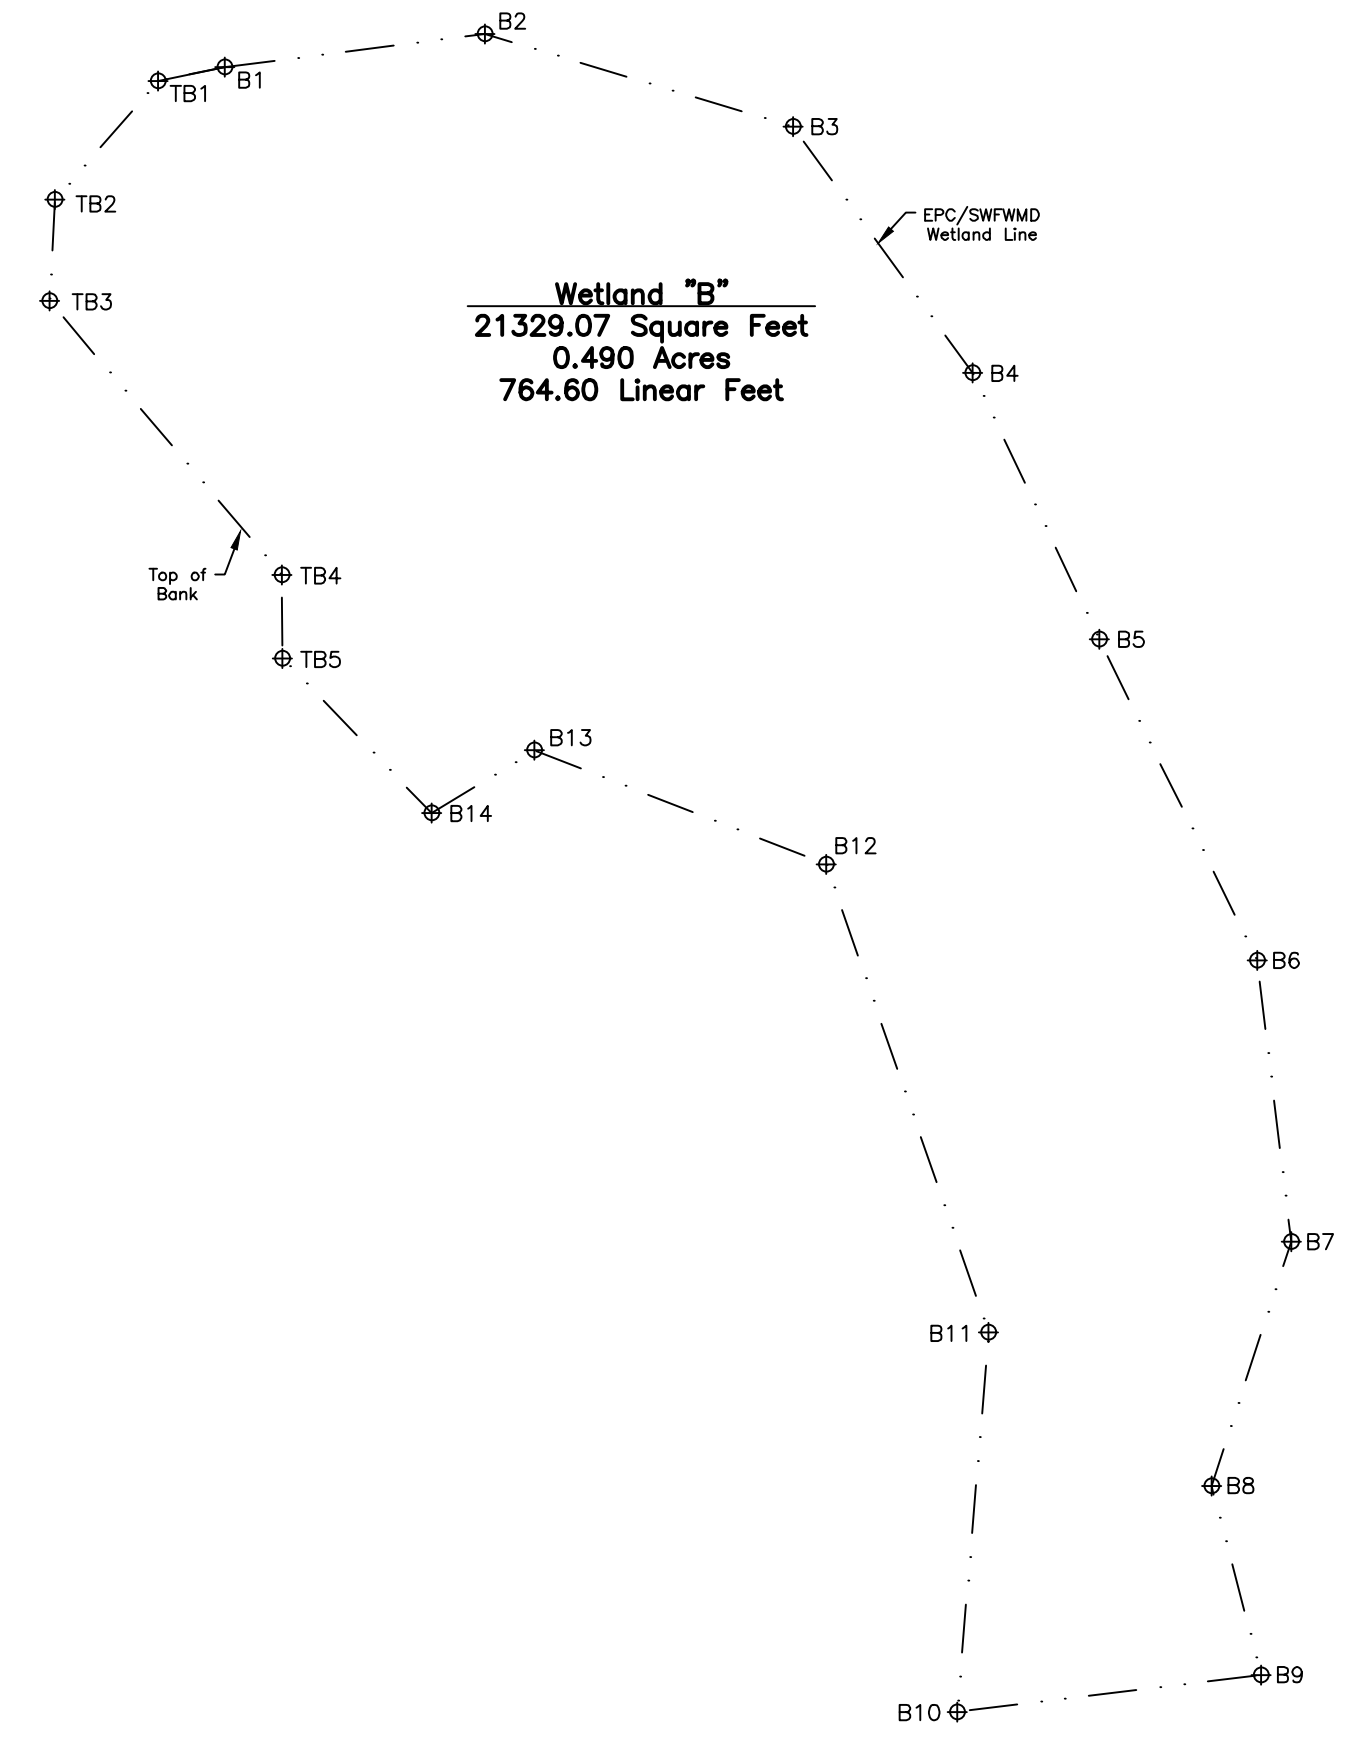 B2
B1
TB1
B3
TB2
EPC/SWFWMD
Wetland Line
TB3
Wetland "B"
21329.07 Square Feet
0.490 Acres
764.60 Linear Feet
B4
Top of
Bank
TB4
B5
TB5
B13
B14
B12
B6
B7
B11
B8
B9
B10